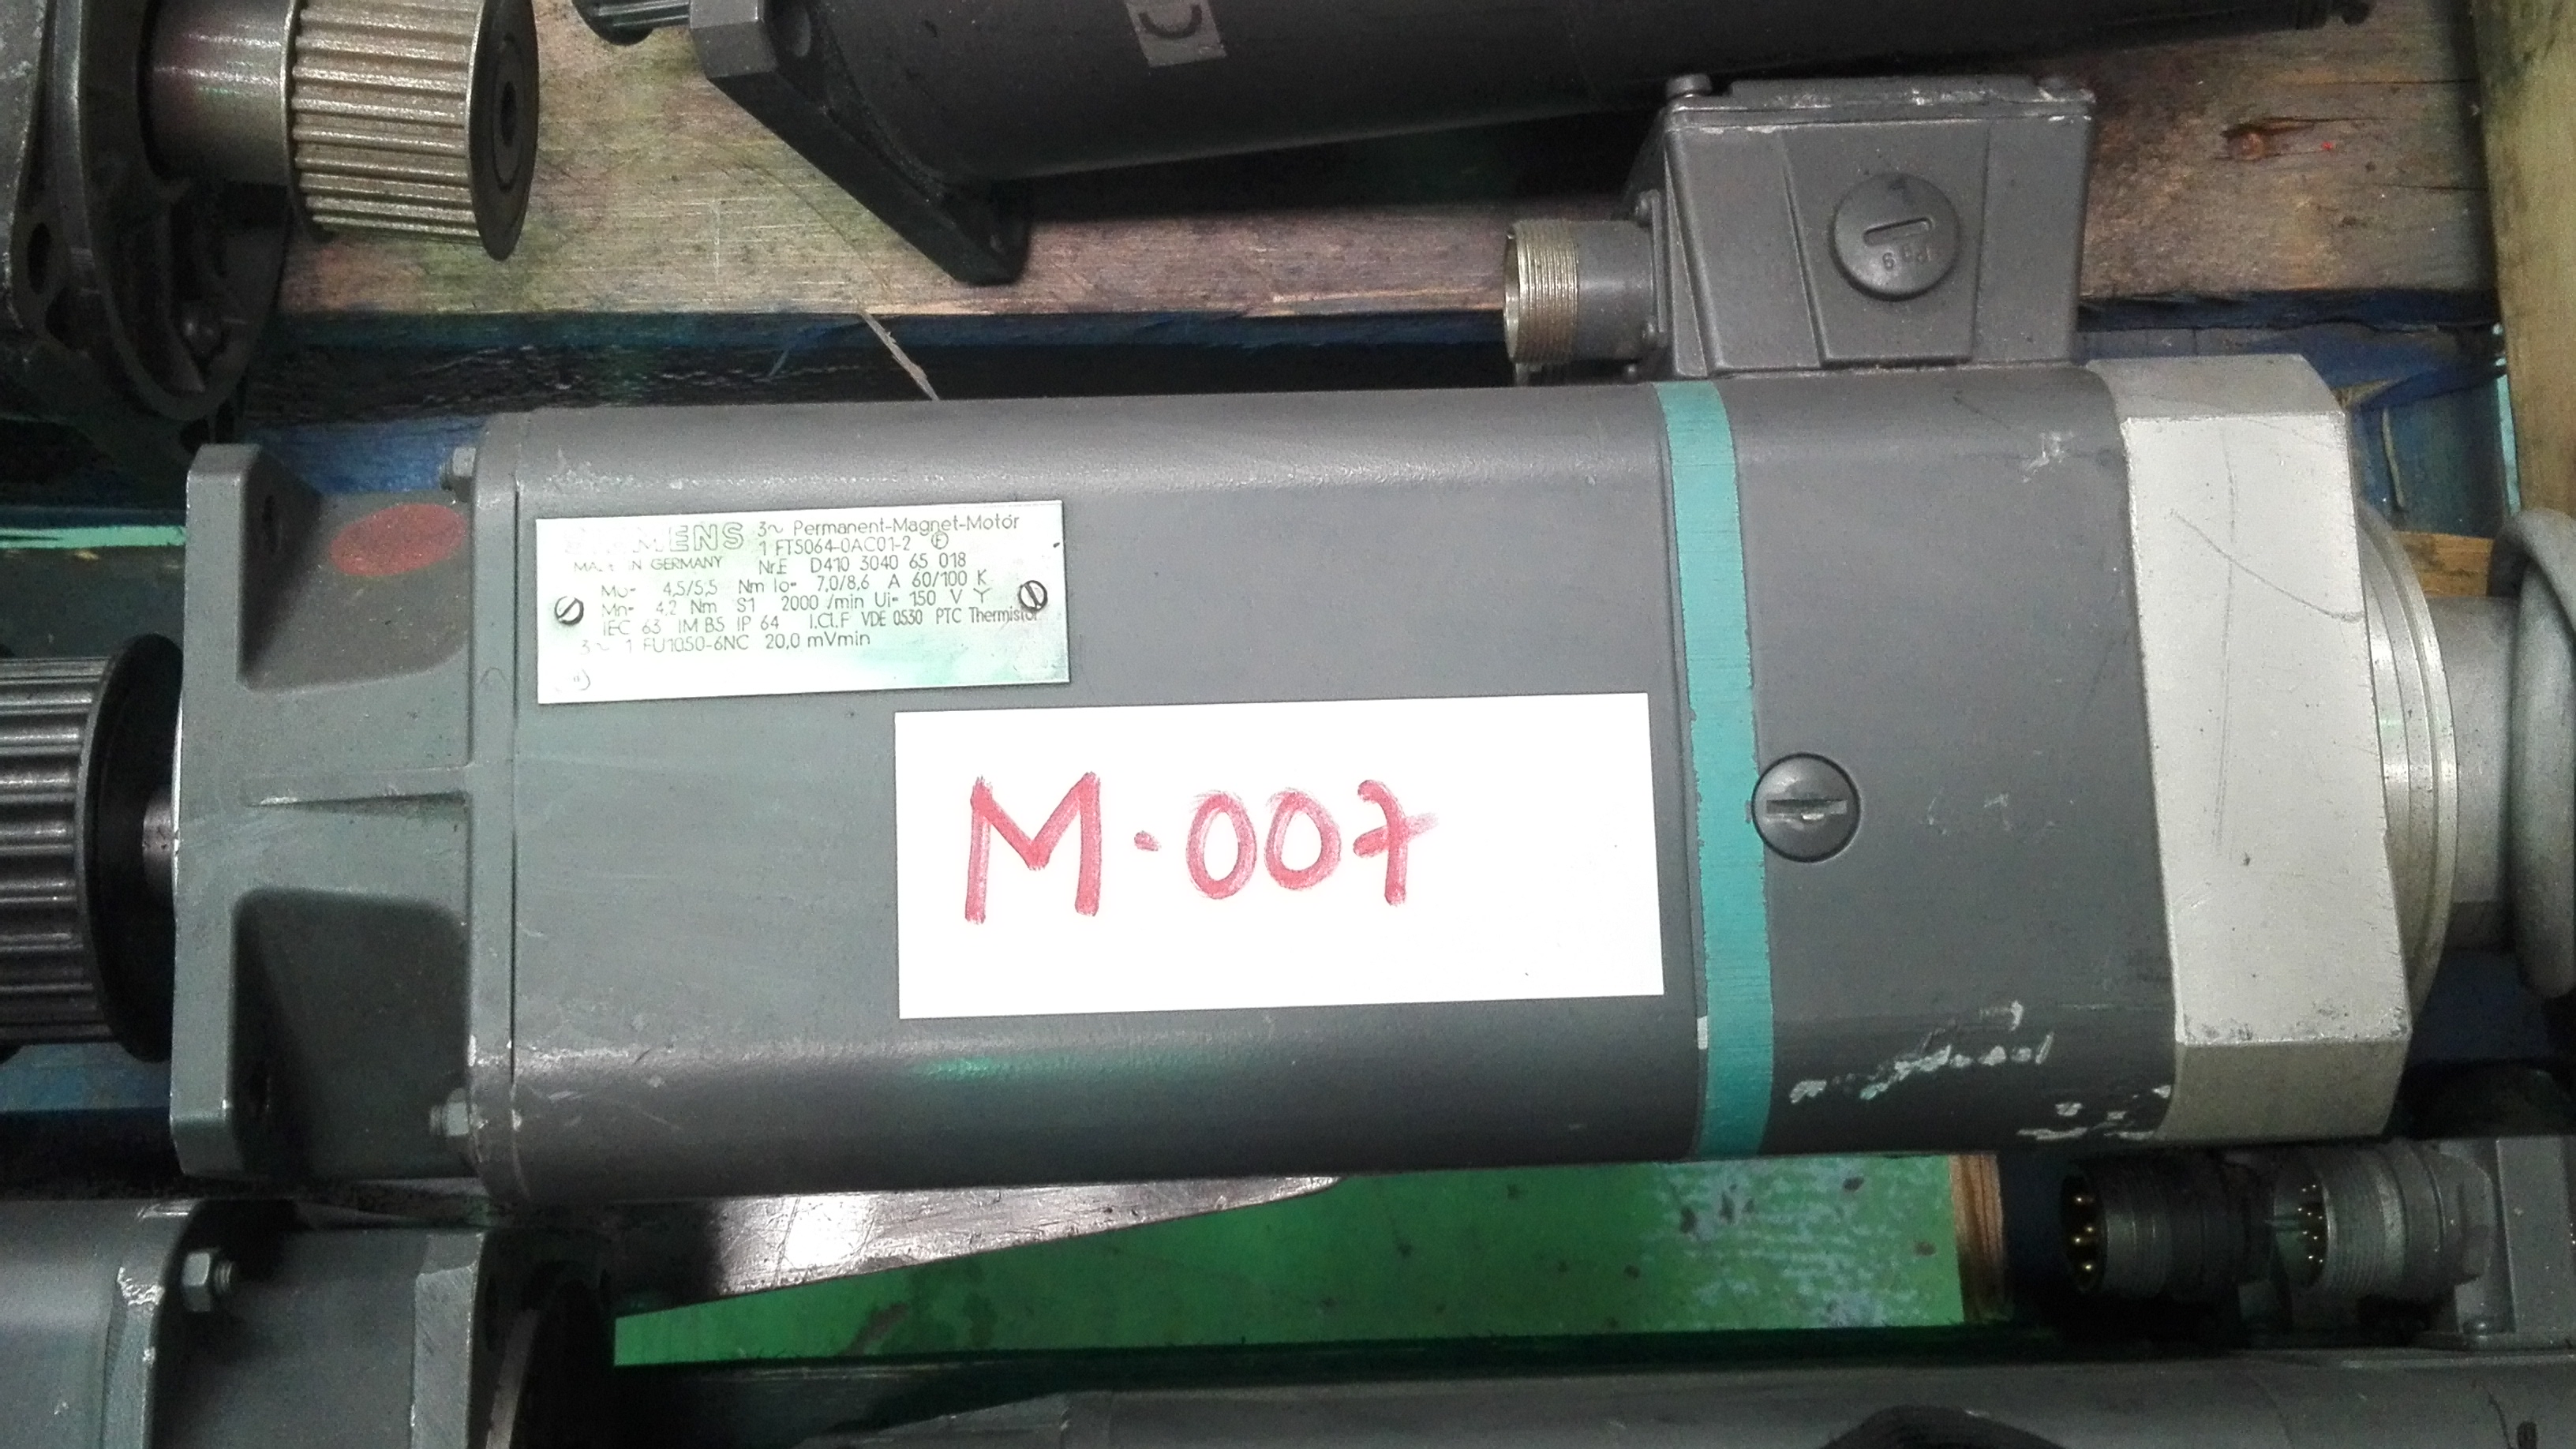 SIEMENS 3~ Permanent-Magnet-Motor
1 FT5064-0AC01-2 F
MADE IN GERMANY Nr.E D410 3040 65 018
Mo= 4,5/5,5 Nm Io= 7,0/8,6 A 60/100 K
Mn= 4,2 Nm S1 2000 /min Ui= 150 V Y
IEC 63 IM B5 IP 64 I.Cl.F VDE 0530 PTC Thermistor
3~ 1 FU1050-6NC 20,0 mVmin
M·007